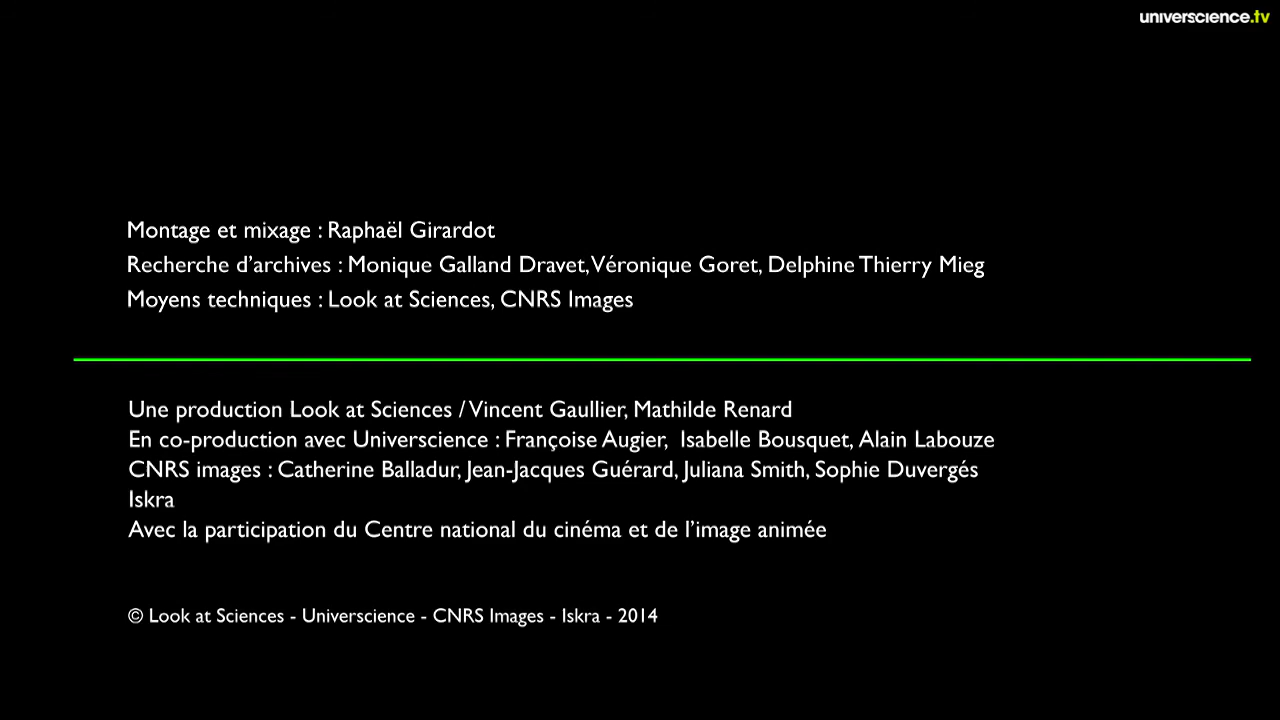 universcience.tv
Montage et mixage : Raphaël Girardot
Recherche d'archives : Monique Galland Dravet, Véronique Goret, Delphine Thierry Mieg
Moyens techniques : Look at Sciences, CNRS Images
Une production Look at Sciences / Vincent Gaullier, Mathilde Renard
En co-production avec Universcience : Françoise Augier, Isabelle Bousquet, Alain Labouze
CNRS images : Catherine Balladur, Jean-Jacques Guérard, Juliana Smith, Sophie Duvergés
Iskra
Avec la participation du Centre national du cinéma et de l'image animée
© Look at Sciences - Universcience - CNRS Images - Iskra - 2014